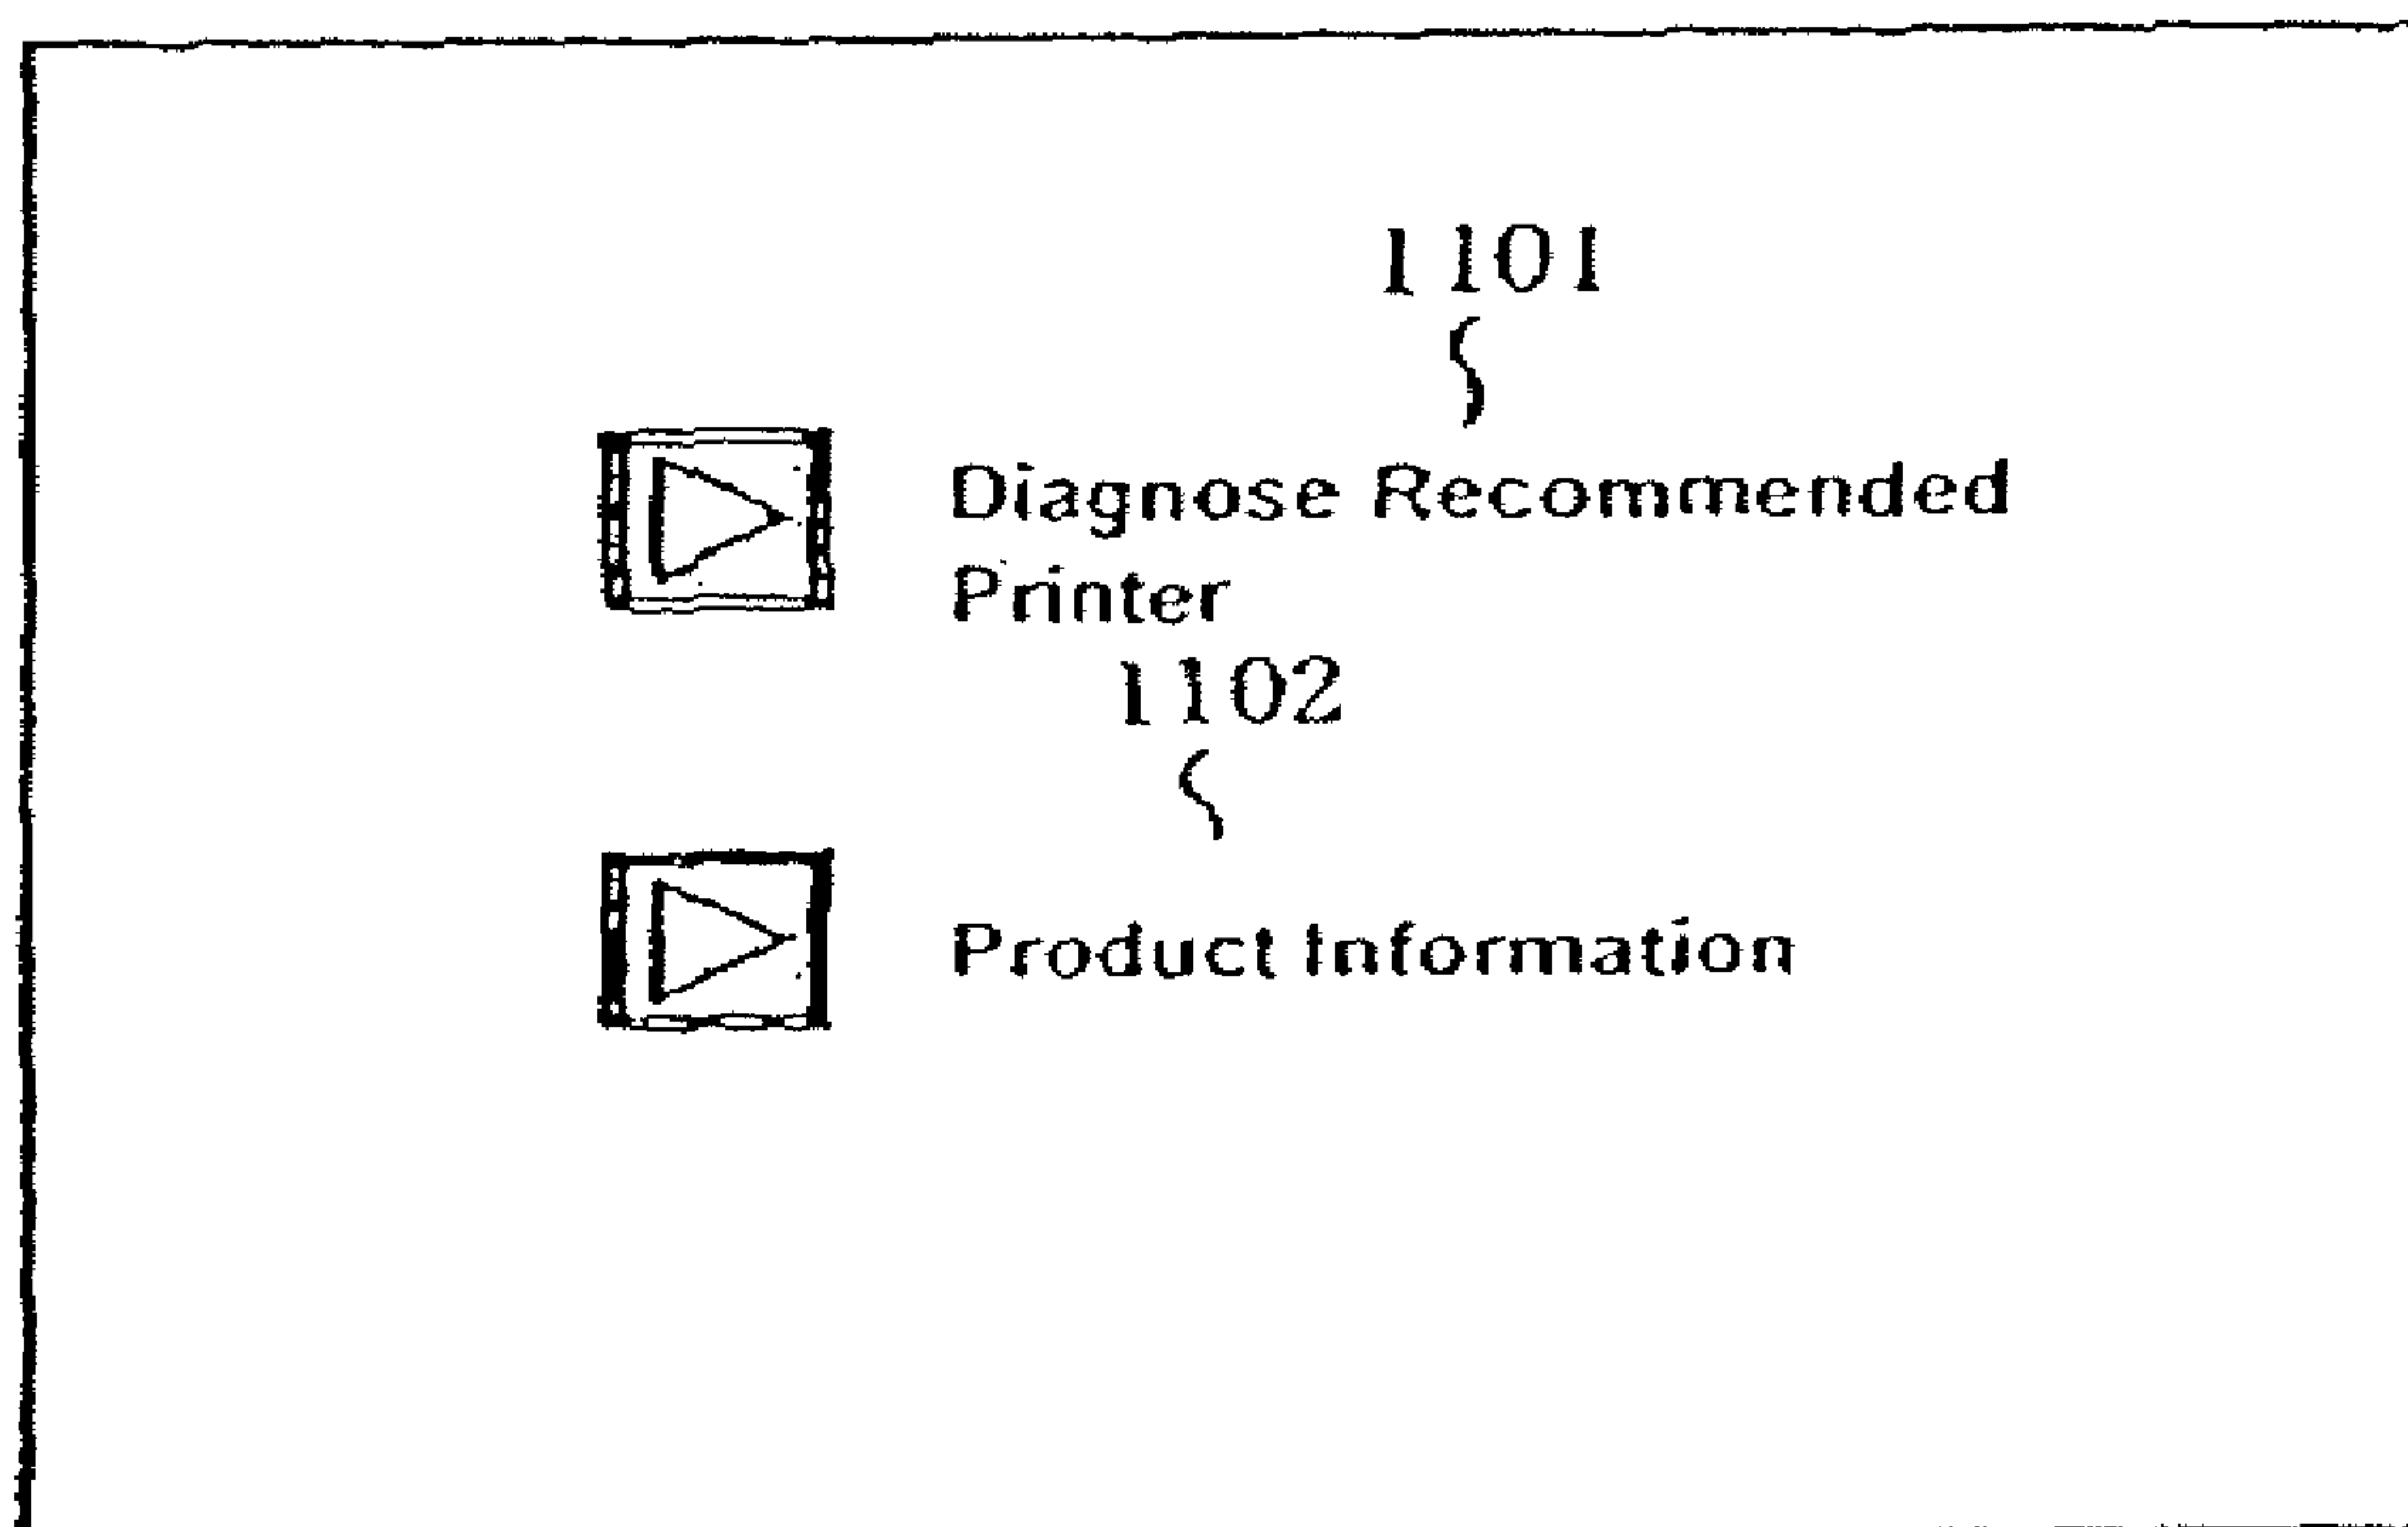 1101
Diagnose Recommended
Printer
1102
Product Information